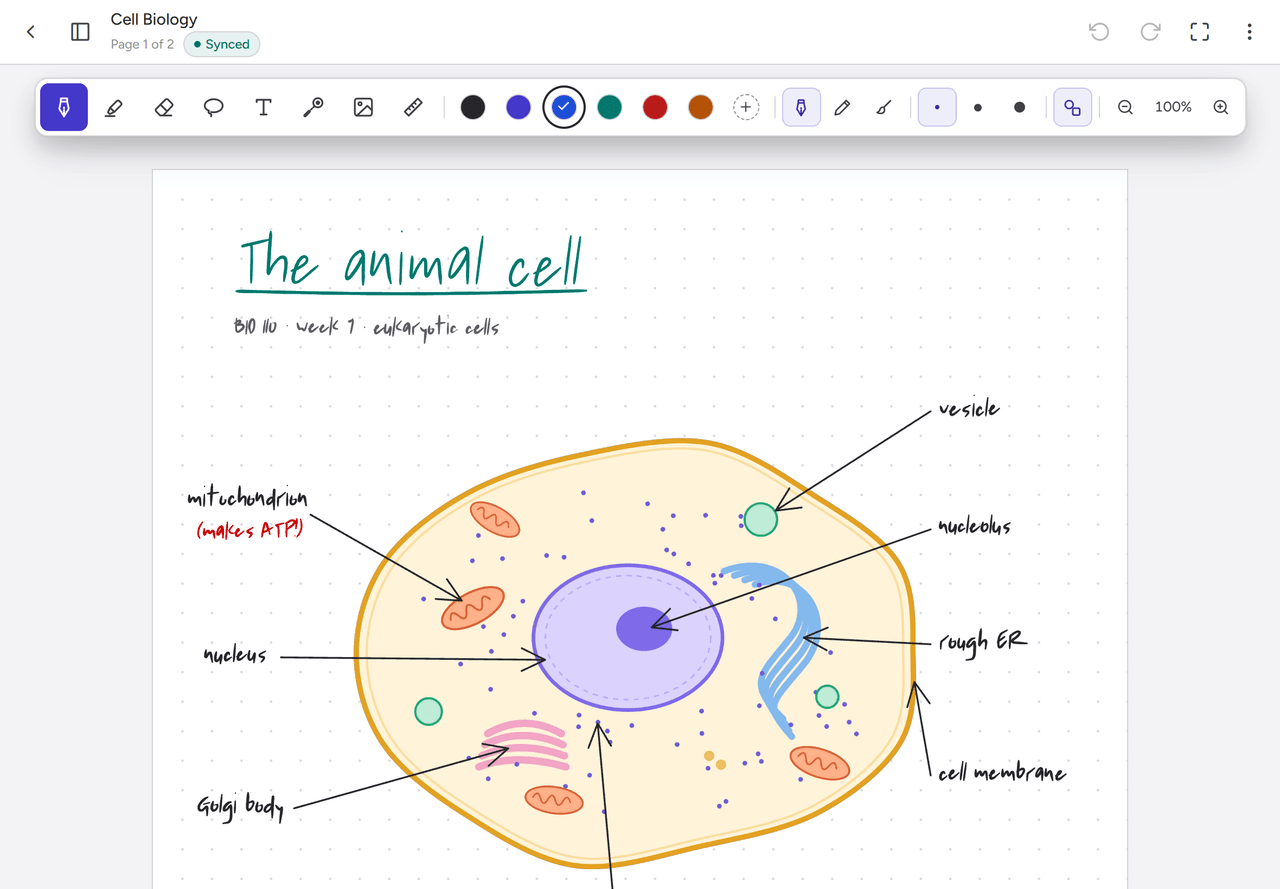 Cell Biology
Page 1 of 2
Synced
100%
The animal cell
BIO 110 · week 7 · eukaryotic cells
vesicle
mitochondrion
(makes ATP!)
nucleolus
nucleus
rough ER
cell membrane
Golgi body